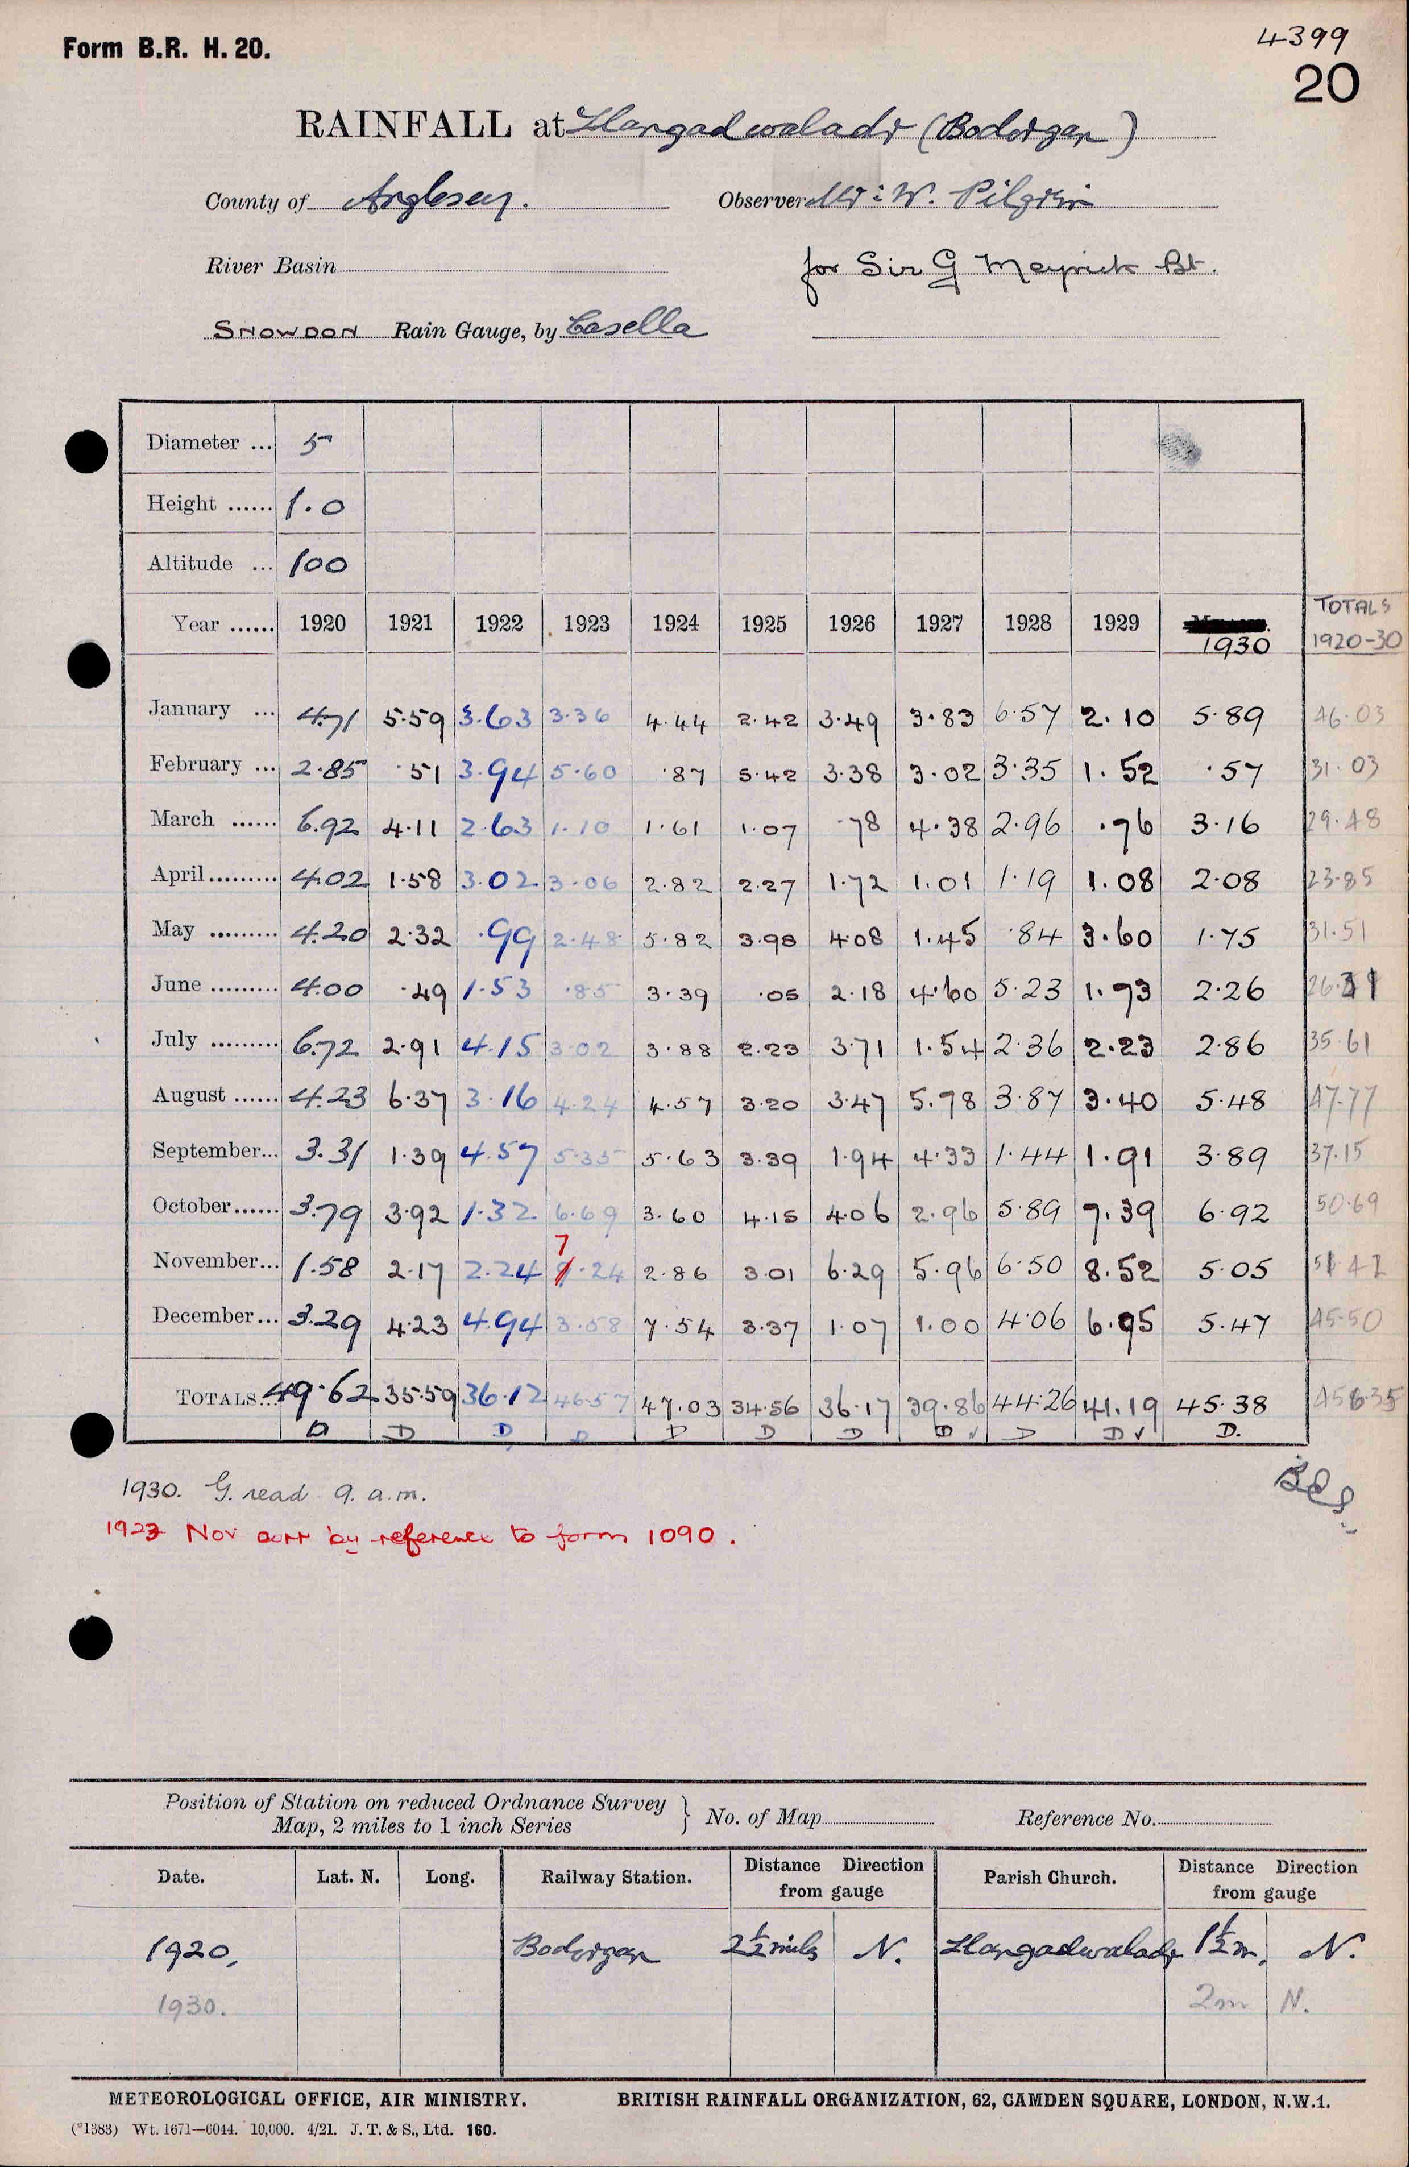 Form B.R. H. 20.
4399
20
RAINFALL at Llangadwaladr (Bodorgan)
County of Anglesey. Observer Mr: W. Pilgrim
River Basin for Sir G Meyrick Bt.
SNOWDON Rain Gauge, by Casella
Diameter ... 5
Height ...... 1.0
Altitude ... 100
TOTALS
Year ...... 1920 1921 1922 1923 1924 1925 1926 1927 1928 1929 1930 1920-30
January ... 4.71 5.59 3.63 3.36 4.44 2.42 3.49 3.83 6.57 2.10 5.89 46.03
February ... 2.85 .51 3.94 5.60 .87 5.42 3.38 3.02 3.35 1.52 .57 31.03
March ...... 6.92 4.11 2.63 1.10 1.61 1.07 .78 4.38 2.96 .76 3.16 29.48
April ......... 4.02 1.58 3.02 3.06 2.82 2.27 1.72 1.01 1.19 1.08 2.08 23.85
May ......... 4.20 2.32 .99 2.48 5.82 3.98 4.08 1.45 .84 3.60 1.75 31.51
June ......... 4.00 .49 1.53 .85 3.39 .05 2.18 4.60 5.23 1.73 2.26
July ......... 6.72 2.91 4.15 3.02 3.88 2.23 3.71 1.54 2.36 2.23 2.86 35.61
August ...... 4.23 6.37 3.16 4.24 4.57 3.20 3.47 5.78 3.87 3.40 5.48 47.77
September... 3.31 1.39 4.57 5.35 5.63 3.39 1.94 4.33 1.44 1.91 3.89 37.15
October...... 3.79 3.92 1.32 6.69 3.60 4.15 4.06 2.96 5.89 7.39 6.92 50.69
7
November... 1.58 2.17 2.24 .24 2.86 3.01 6.29 5.96 6.50 8.52 5.05
December... 3.29 4.23 4.94 3.58 7.54 3.37 1.07 1.00 4.06 6.95 5.47 45.50
TOTALS... 49.62 35.59 36.12 46.57 47.03 34.56 36.17 39.86 44.26 41.19 45.38
D D D D D D D D ✓ D D ✓ D.
1930. G. read 9. a.m.
1923 Nov corr by reference to form 1090.
Position of Station on reduced Ordnance Survey
Map, 2 miles to 1 inch Series } No. of Map Reference No.
Date. Lat. N. Long. Railway Station. Distance Direction from gauge Parish Church. Distance Direction from gauge
1920. Bodorgan 2½ miles N. Llangadwaladr 1½ m. N.
1930. 2m N.
METEOROLOGICAL OFFICE, AIR MINISTRY. BRITISH RAINFALL ORGANIZATION, 62, CAMDEN SQUARE, LONDON, N.W.1.
(*1383) Wt. 1671—6044. 10,000. 4/21. J. T. & S., Ltd. 160.